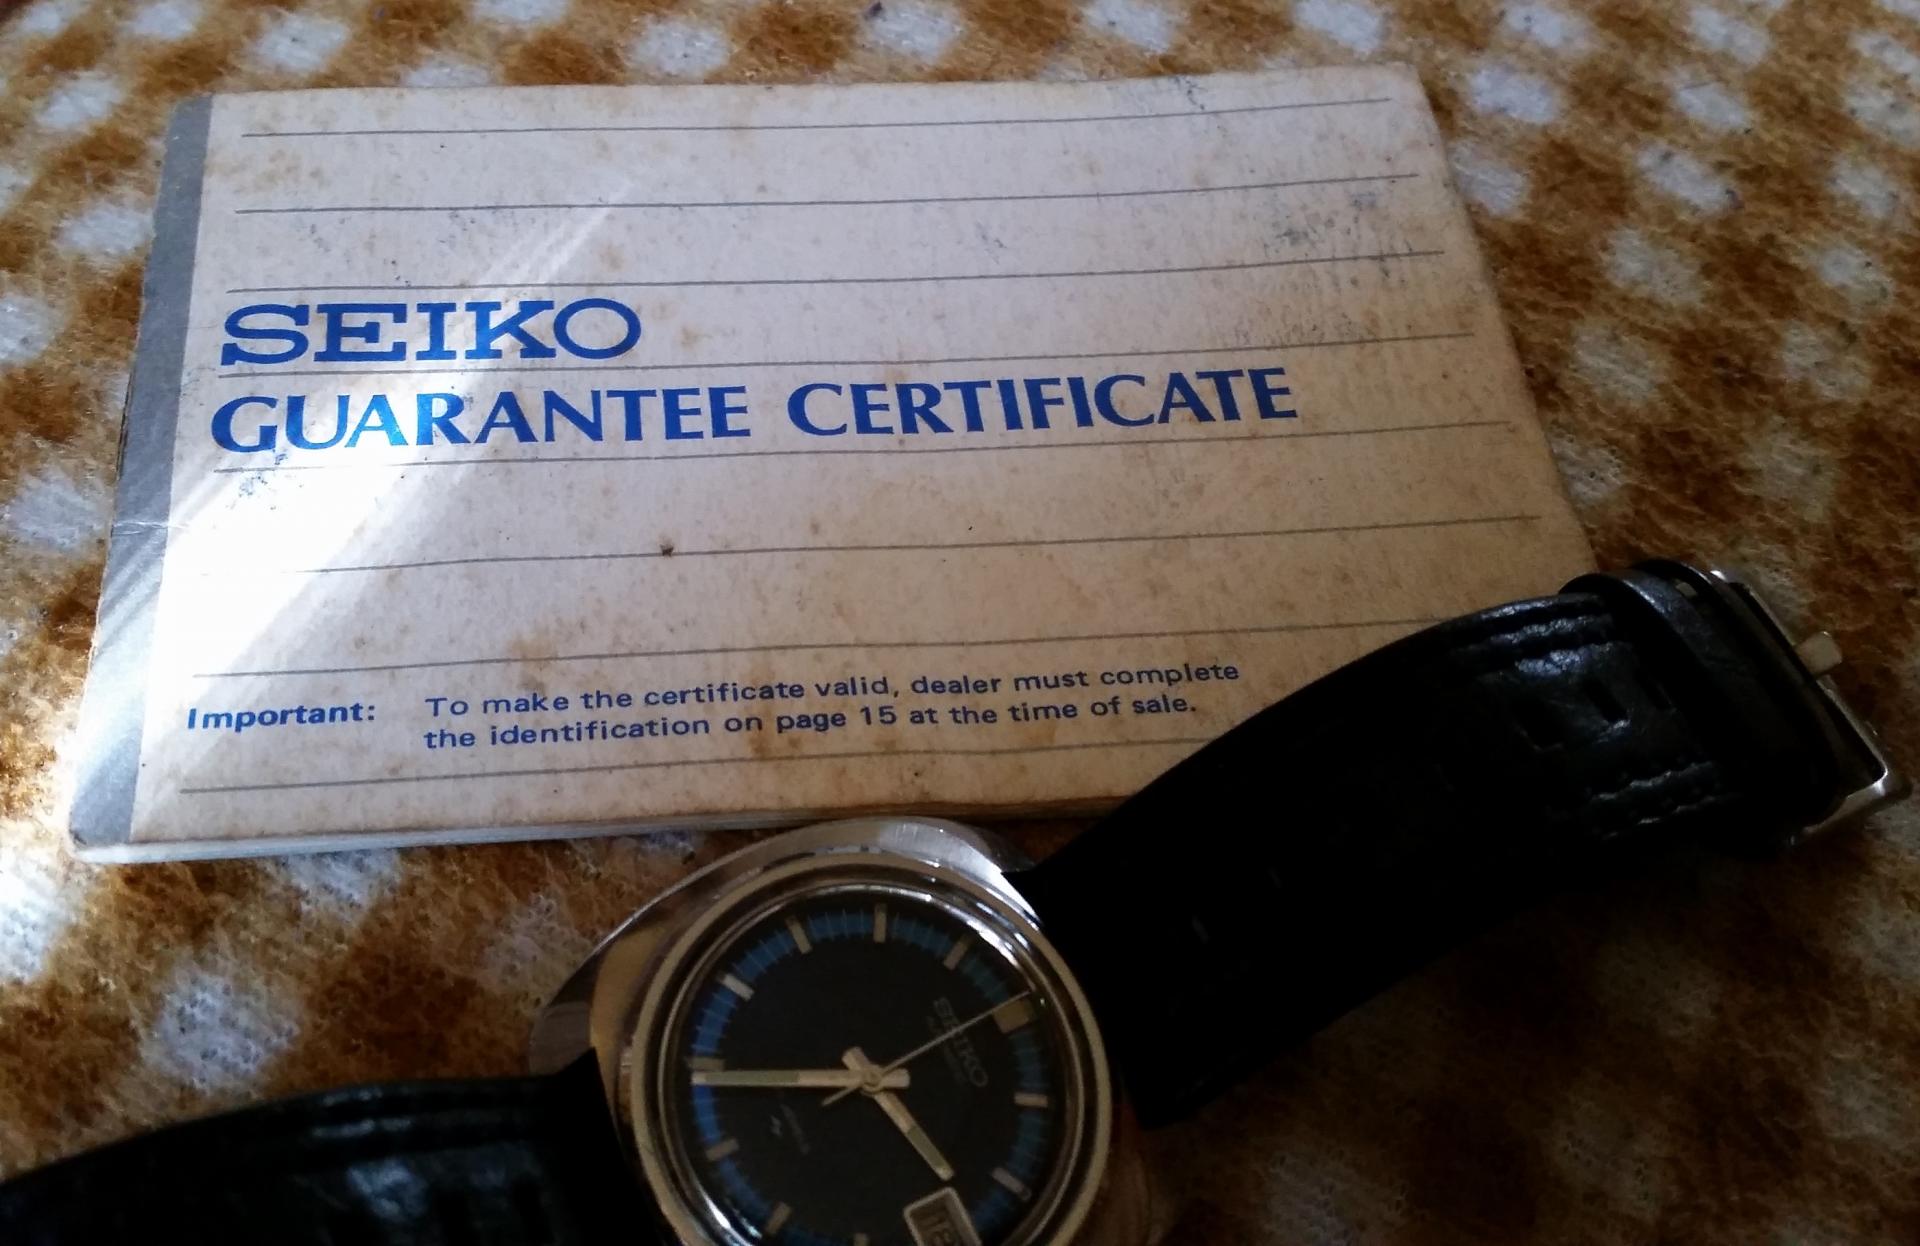 SEIKO
GUARANTEE CERTIFICATE
Important: To make the certificate valid, dealer must complete
the identification on page 15 at the time of sale.
SEIKO